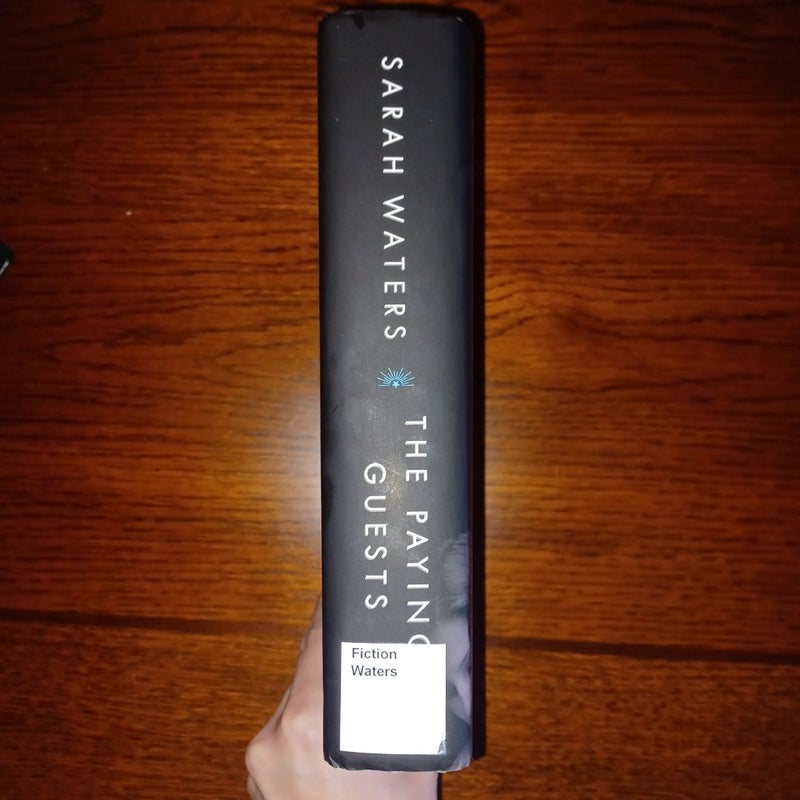 SARAH WATERS
THE PAYING
GUESTS
Fiction
Waters